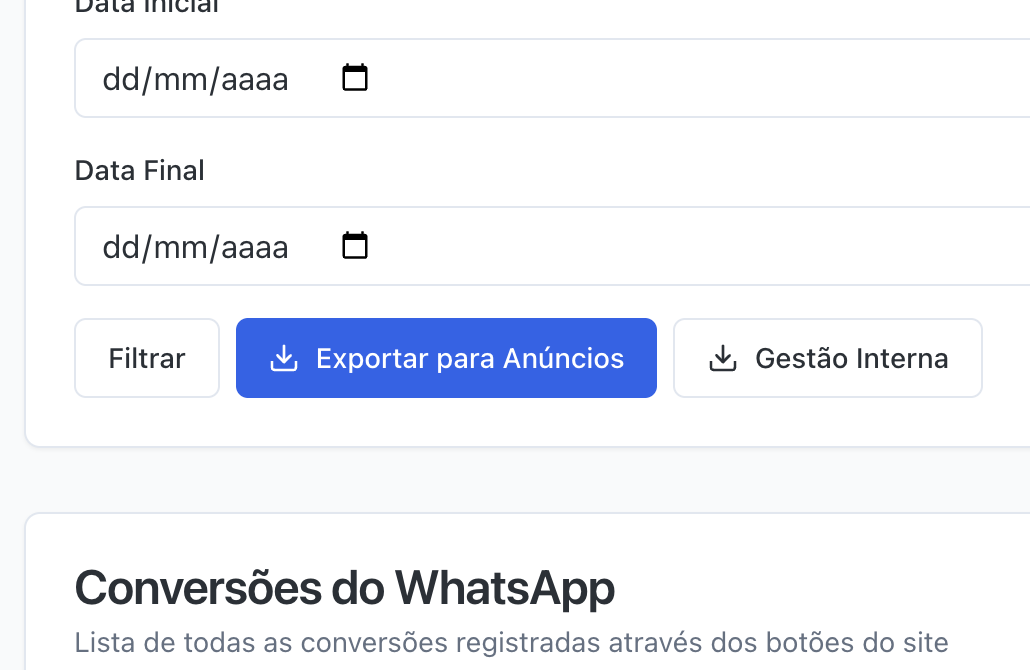 Data Inicial
dd/mm/aaaa
Data Final
dd/mm/aaaa
Filtrar
Exportar para Anúncios
Gestão Interna
Conversões do WhatsApp
Lista de todas as conversões registradas através dos botões do site